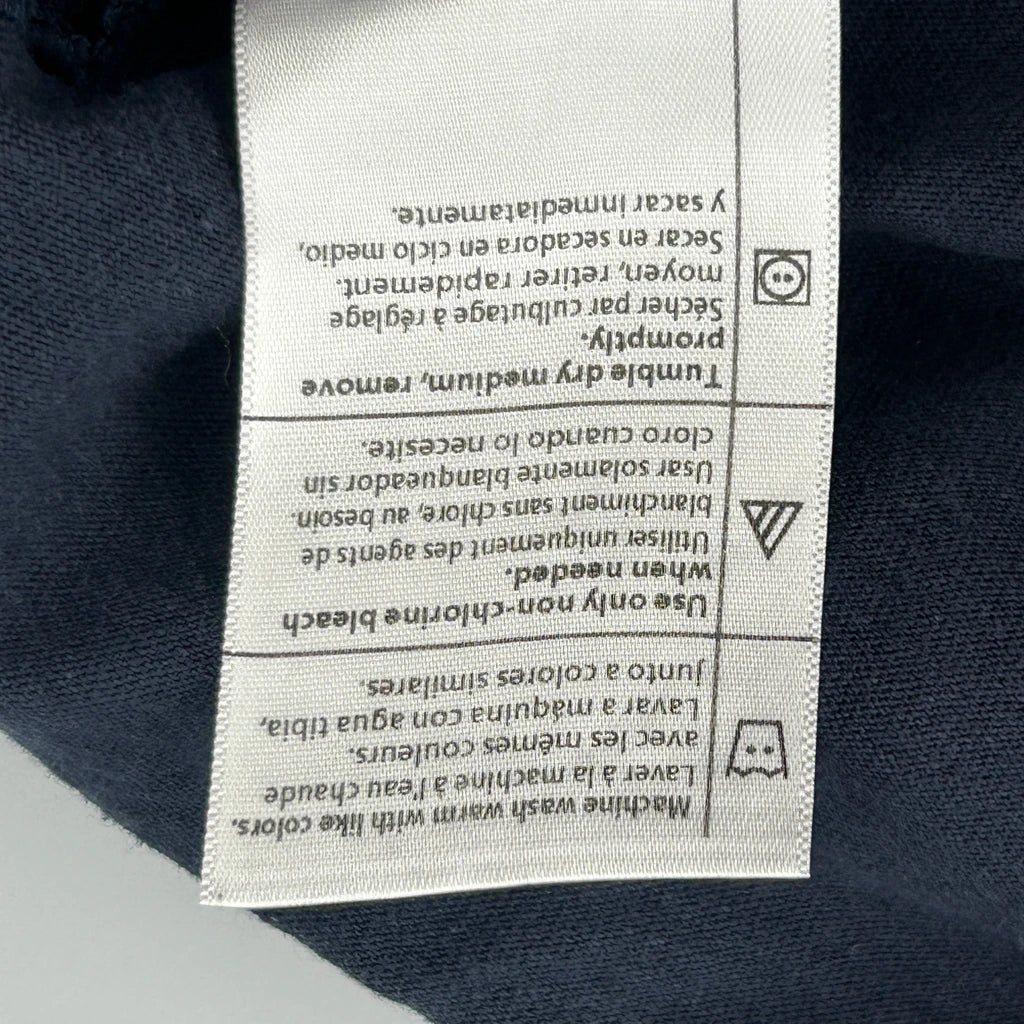 Machine wash warm with like colors.
Laver à la machine à l'eau chaude
avec les mêmes couleurs.
Lavar a máquina con agua tibia,
junto a colores similares.
Use only non-chlorine bleach
when needed.
Utiliser uniquement des agents de
blanchiment sans chlore, au besoin.
Usar solamente blanqueador sin
cloro cuando lo necesite.
Tumble dry medium, remove
promptly.
Sécher par culbutage à réglage
moyen, retirer rapidement.
Secar en secadora en ciclo medio,
y sacar inmediatamente.